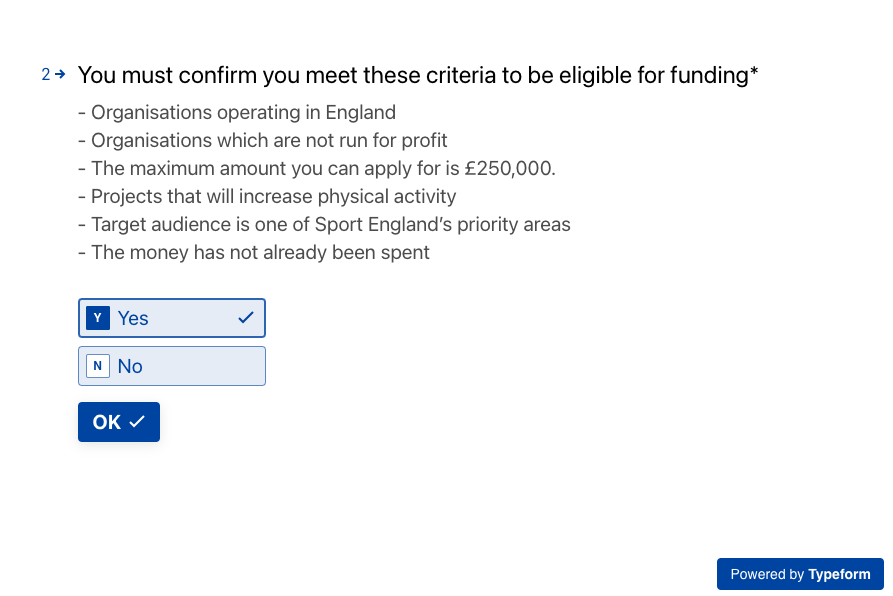 2 → You must confirm you meet these criteria to be eligible for funding*
- Organisations operating in England
- Organisations which are not run for profit
- The maximum amount you can apply for is £250,000.
- Projects that will increase physical activity
- Target audience is one of Sport England’s priority areas
- The money has not already been spent
Y Yes
N No
OK
Powered by Typeform